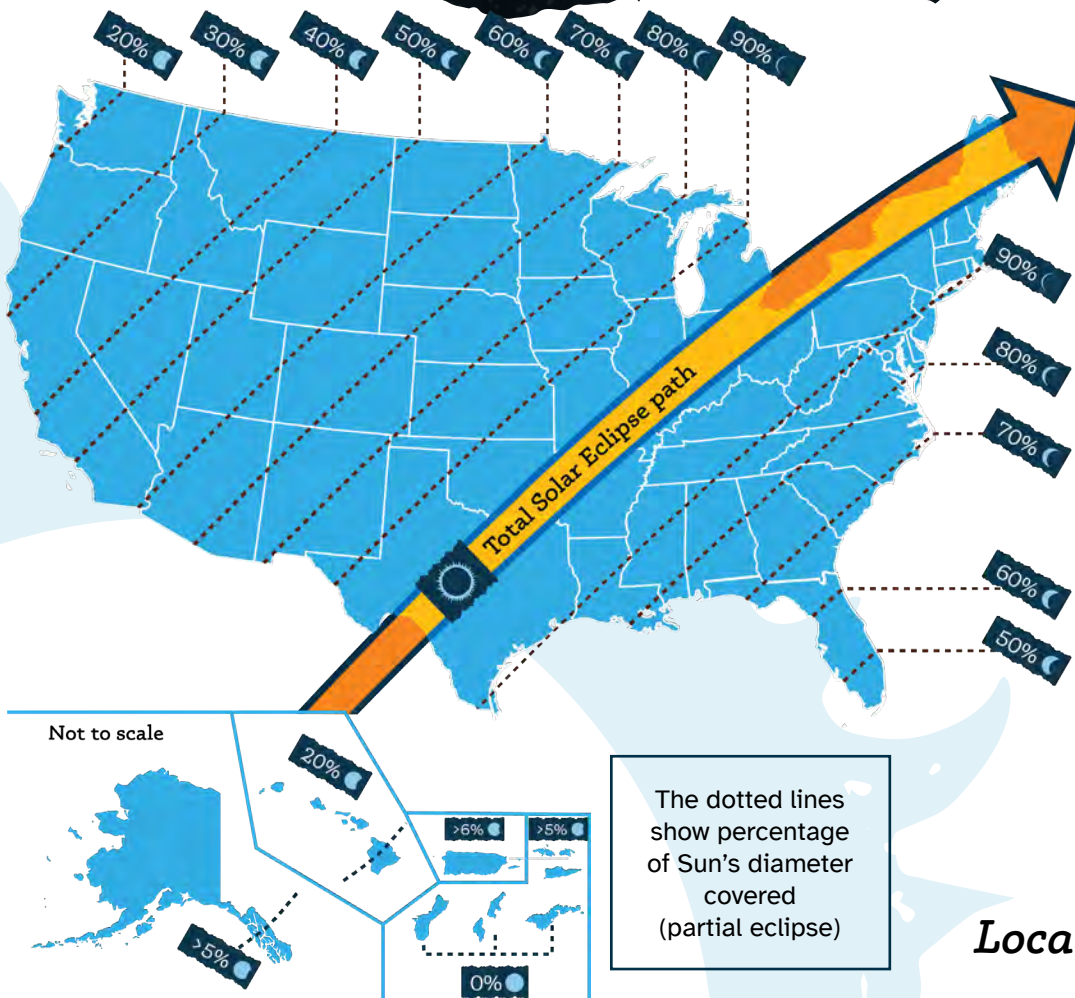 20%
30%
40%
50%
60%
70%
80%
90%
90%
80%
70%
60%
50%
Total Solar Eclipse path
Not to scale
20%
>6%
>5%
>5%
0%
The dotted lines
show percentage
of Sun's diameter
covered
(partial eclipse)
Loca